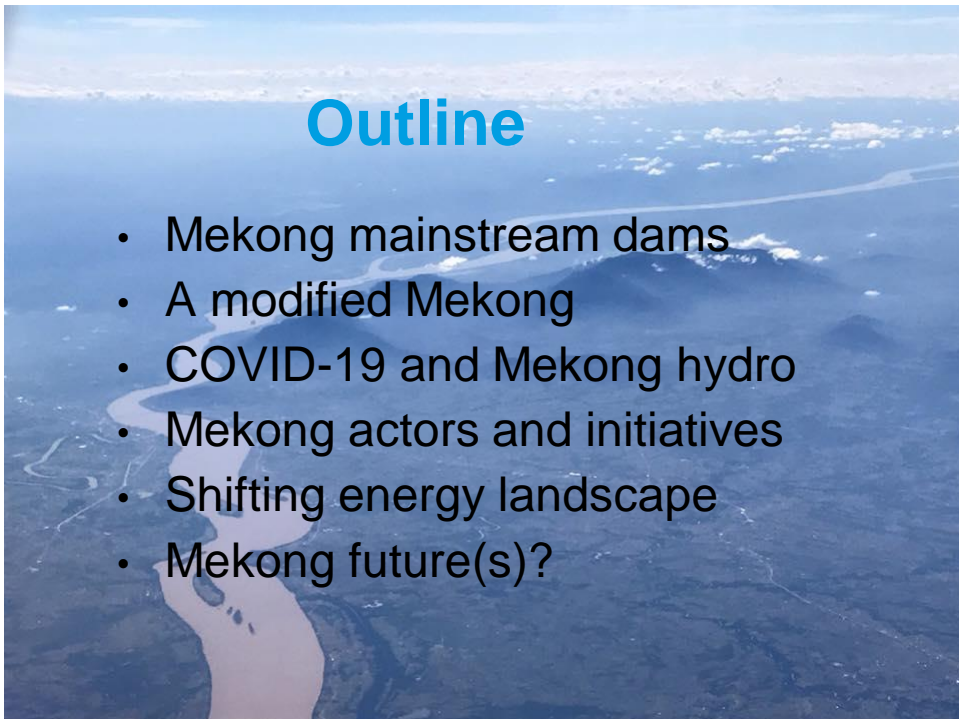 Outline
• Mekong mainstream dams
• A modified Mekong
• COVID-19 and Mekong hydro
• Mekong actors and initiatives
• Shifting energy landscape
• Mekong future(s)?